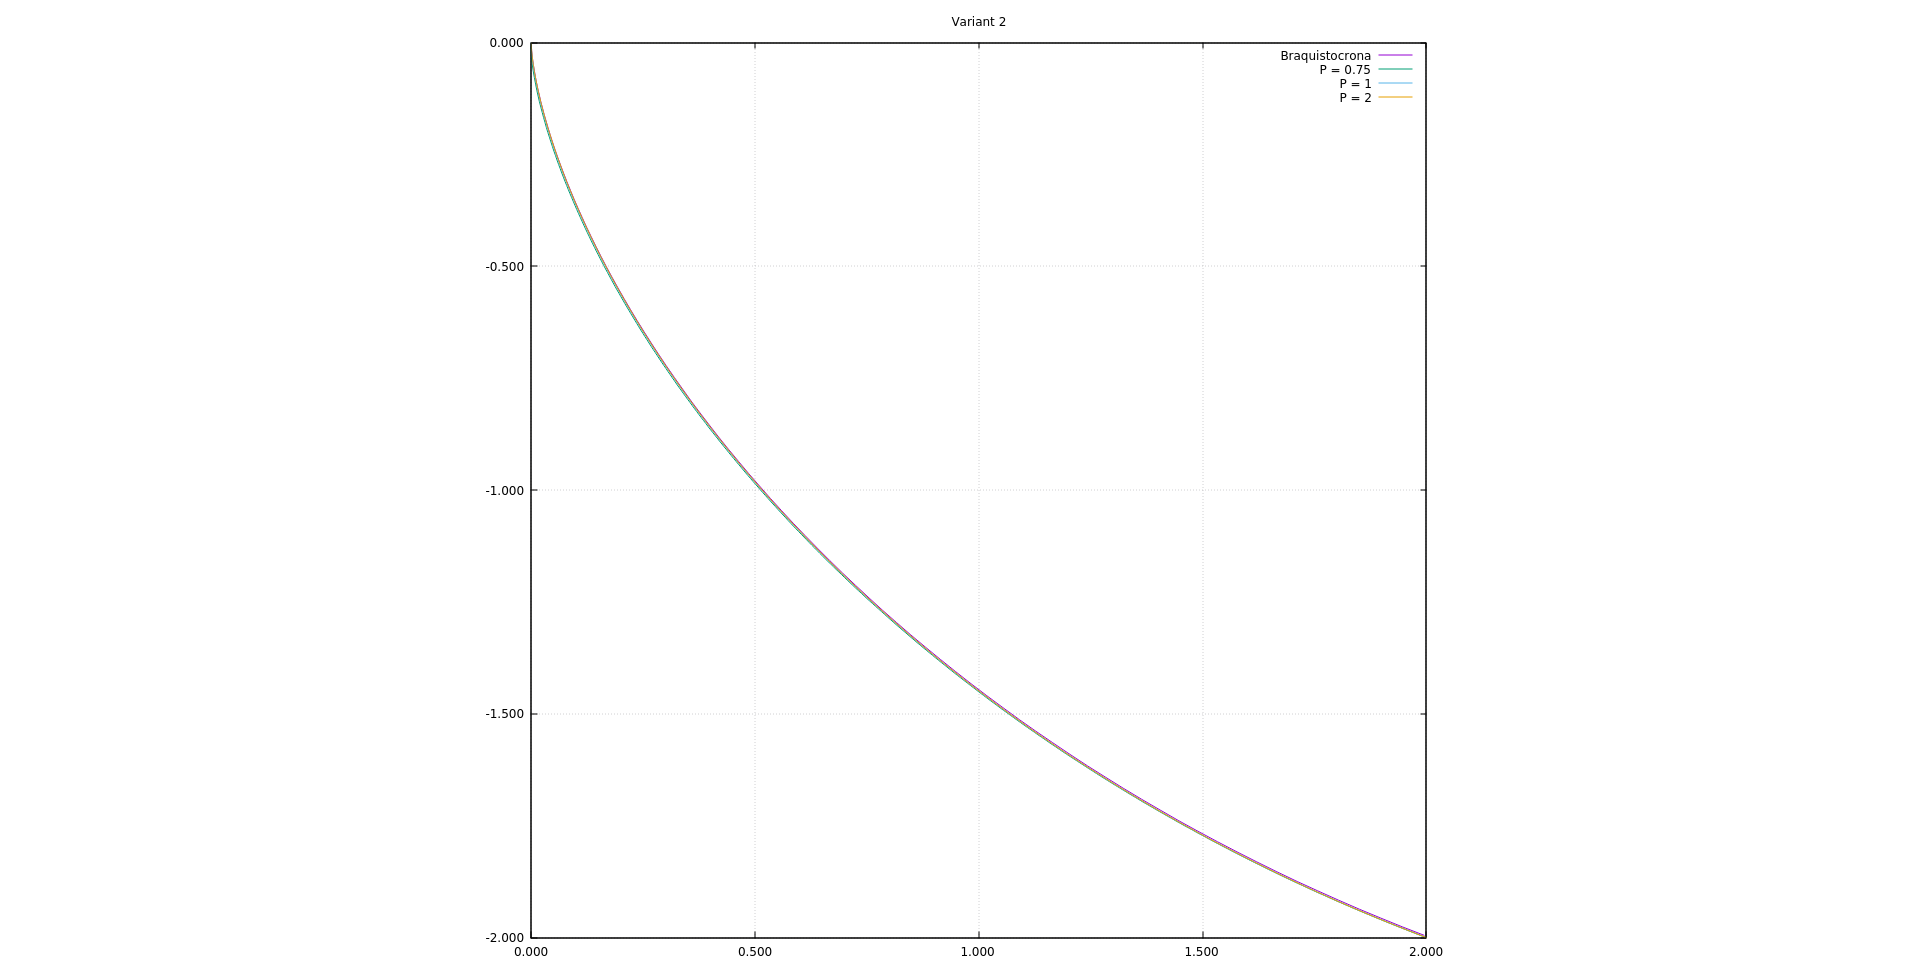 Variant 2
Braquistocrona
P = 0.75
P = 1
P = 2
0.000
-0.500
-1.000
-1.500
-2.000
0.000 0.500 1.000 1.500 2.000